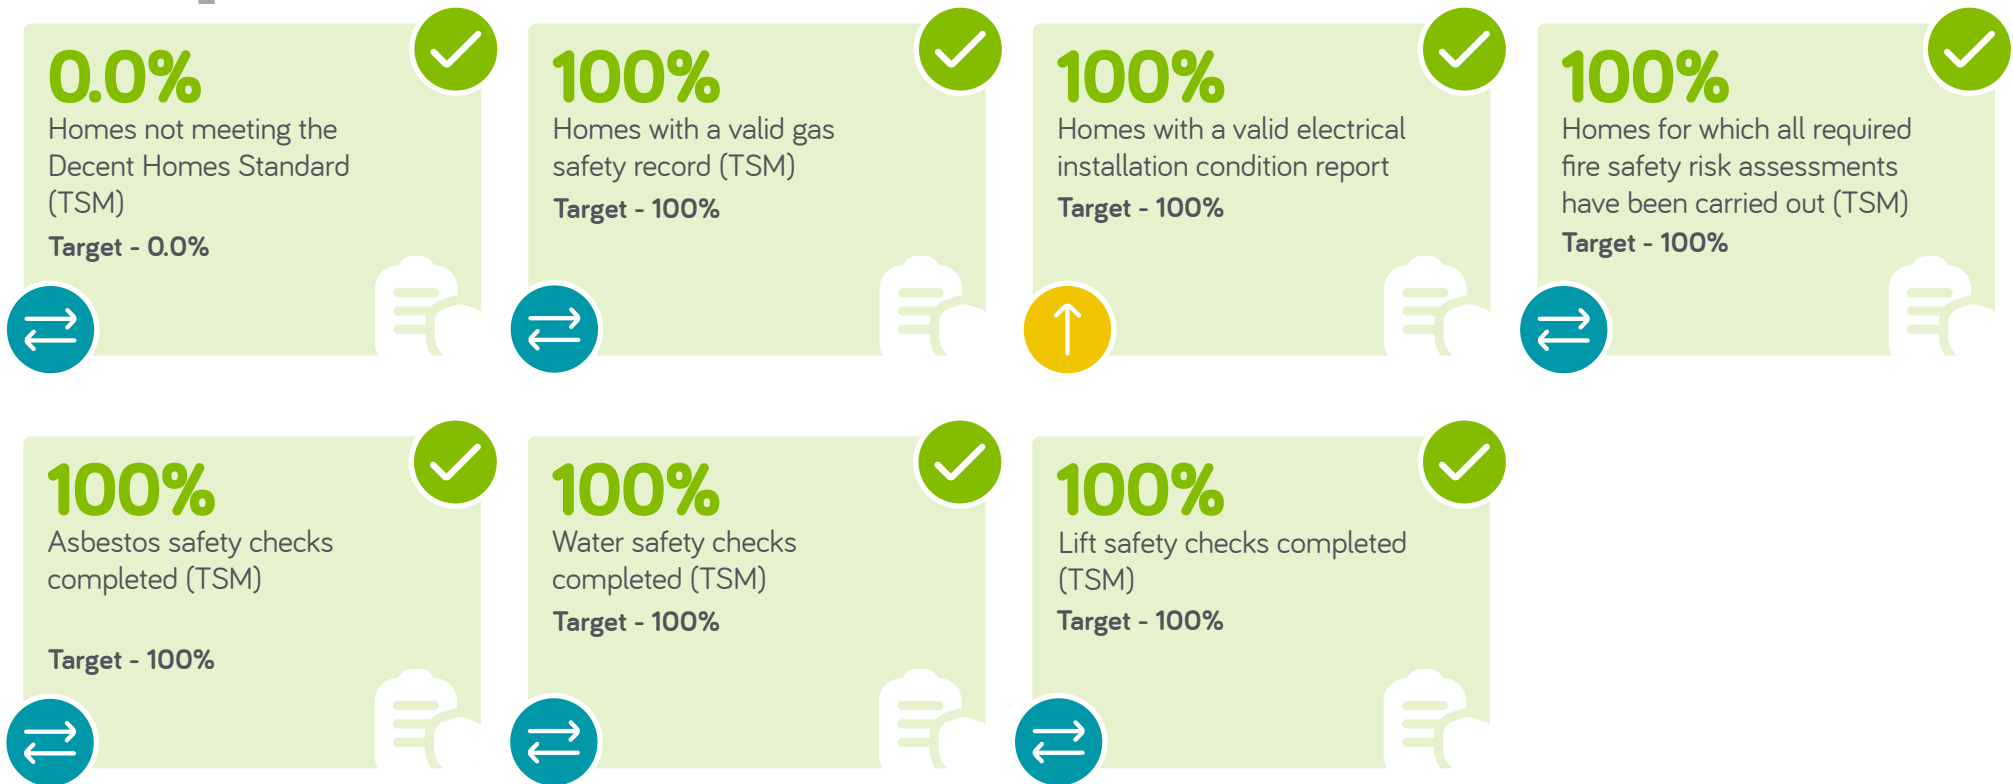 0.0%
Homes not meeting the
Decent Homes Standard
(TSM)
Target - 0.0%
100%
Homes with a valid gas
safety record (TSM)
Target - 100%
100%
Homes with a valid electrical
installation condition report
Target - 100%
100%
Homes for which all required
fire safety risk assessments
have been carried out (TSM)
Target - 100%
100%
Asbestos safety checks
completed (TSM)
Target - 100%
100%
Water safety checks
completed (TSM)
Target - 100%
100%
Lift safety checks completed
(TSM)
Target - 100%